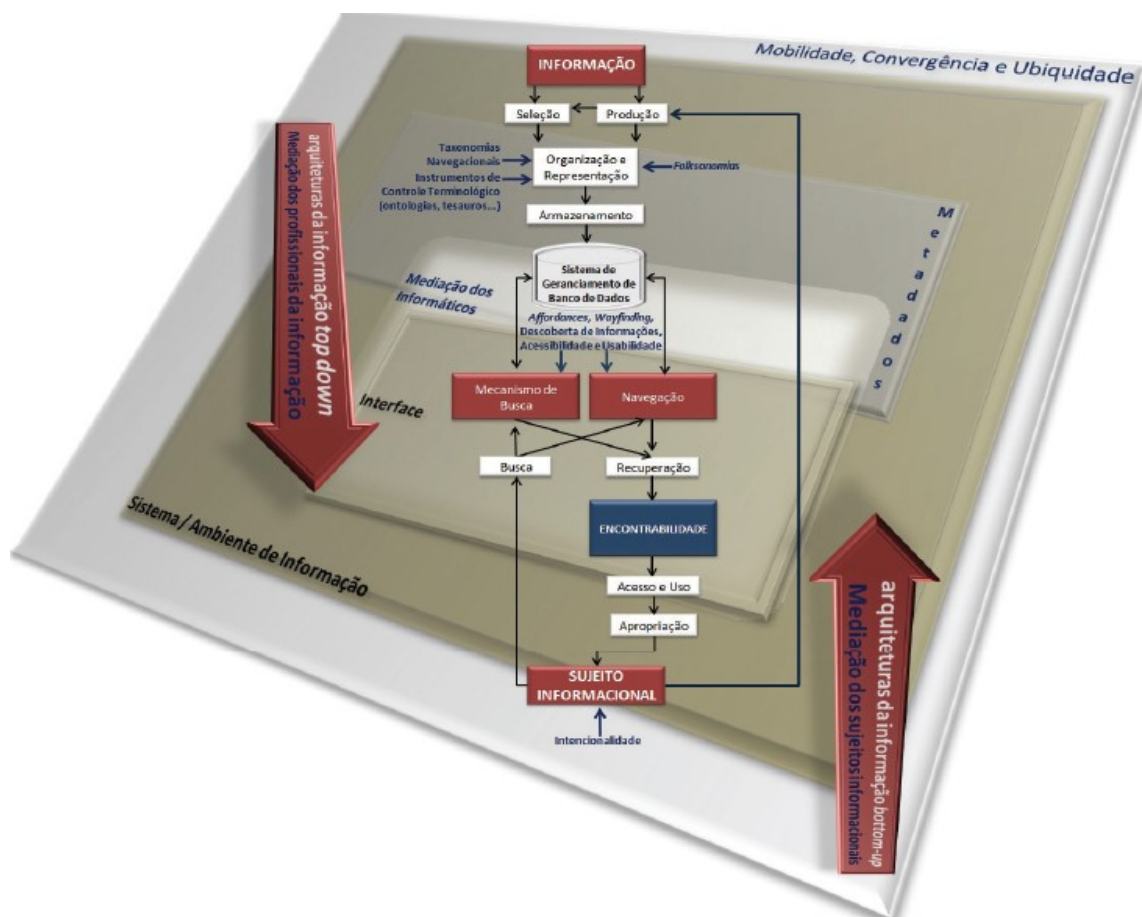 Mobilidade, Convergência e Ubiquidade
INFORMAÇÃO
Seleção
Produção
Taxonomias
Navegacionais
Instrumentos de
Controle Terminológico
(ontologias, tesauros...)
Organização e
Representação
Folksonomias
Armazenamento
Metadados
Sistema de
Geranciamento de
Banco de Dados
Mediação dos
Informáticos
Affordances, Wayfinding,
Descoberta de Informações,
Acessibilidade e Usabilidade
Mecanismo de
Busca
Navegação
Interface
Busca
Recuperação
ENCONTRABILIDADE
Sistema / Ambiente de Informação
Acesso e Uso
Apropriação
SUJEITO
INFORMACIONAL
Intencionalidade
arquiteturas da informação top down
Mediação dos profissionais da informação
arquiteturas da informação bottom-up
Mediação dos sujeitos informacionais